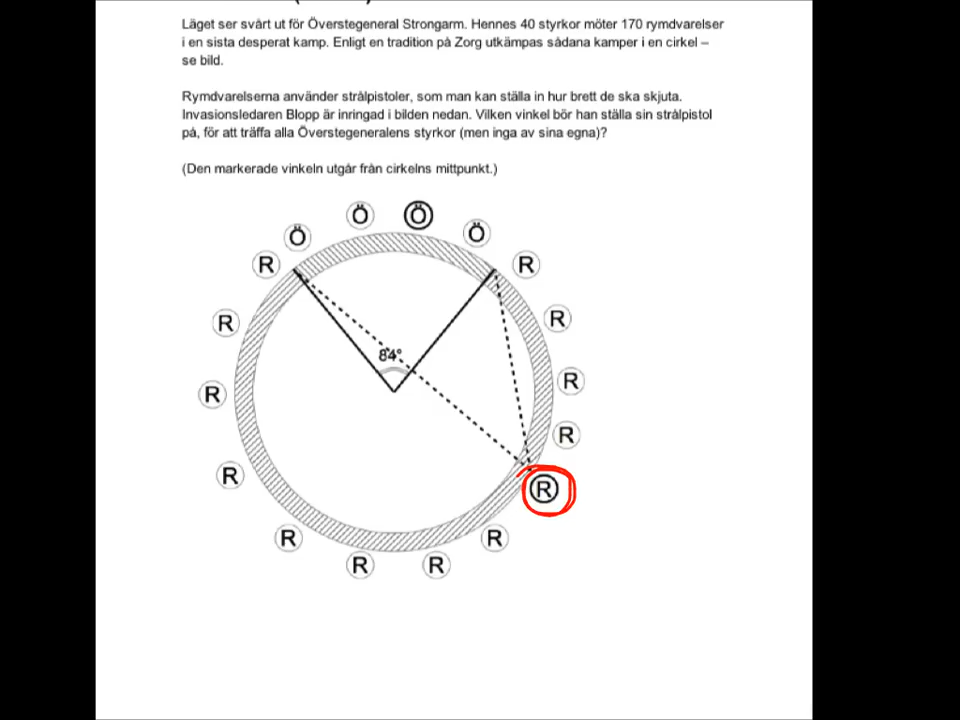 Läget ser svårt ut för Överstegeneral Strongarm. Hennes 40 styrkor möter 170 rymdvarelser
i en sista desperat kamp. Enligt en tradition på Zorg utkämpas sådana kamper i en cirkel –
se bild.
Rymdvarelserna använder strålpistoler, som man kan ställa in hur brett de ska skjuta.
Invasionsledaren Blopp är inringad i bilden nedan. Vilken vinkel bör han ställa sin strålpistol
på, för att träffa alla Överstegeneralens styrkor (men inga av sina egna)?
(Den markerade vinkeln utgår från cirkelns mittpunkt.)
Ö Ö
Ö Ö
R R
R R
84°
R R
R
R R
R R
R R